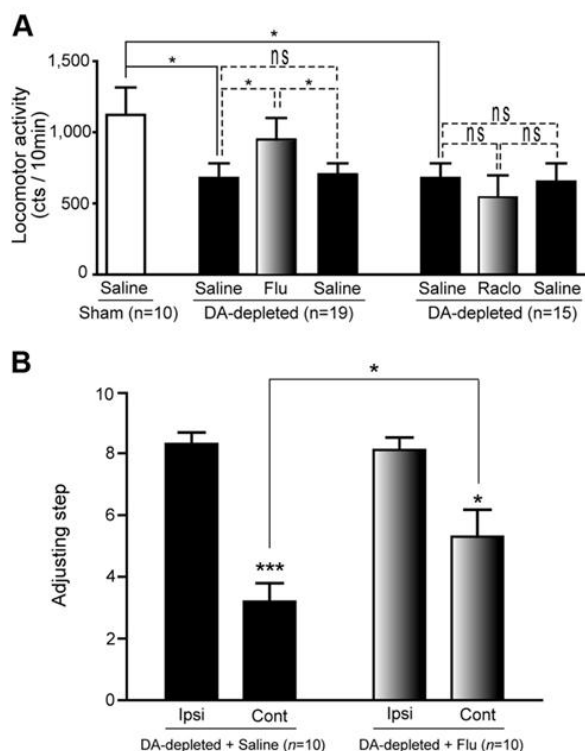 A
*
1,500
*
ns
*
*
ns
1,000
ns
ns
500
0
Locomotor activity
(cts / 10min)
Saline
Saline
Flu
Saline
Saline
Raclo
Saline
Sham (n=10)
DA-depleted (n=19)
DA-depleted (n=15)
B
*
10
8
6
4
2
0
Adjusting step
***
*
Ipsi
Cont
Ipsi
Cont
DA-depleted + Saline (n=10)
DA-depleted + Flu (n=10)